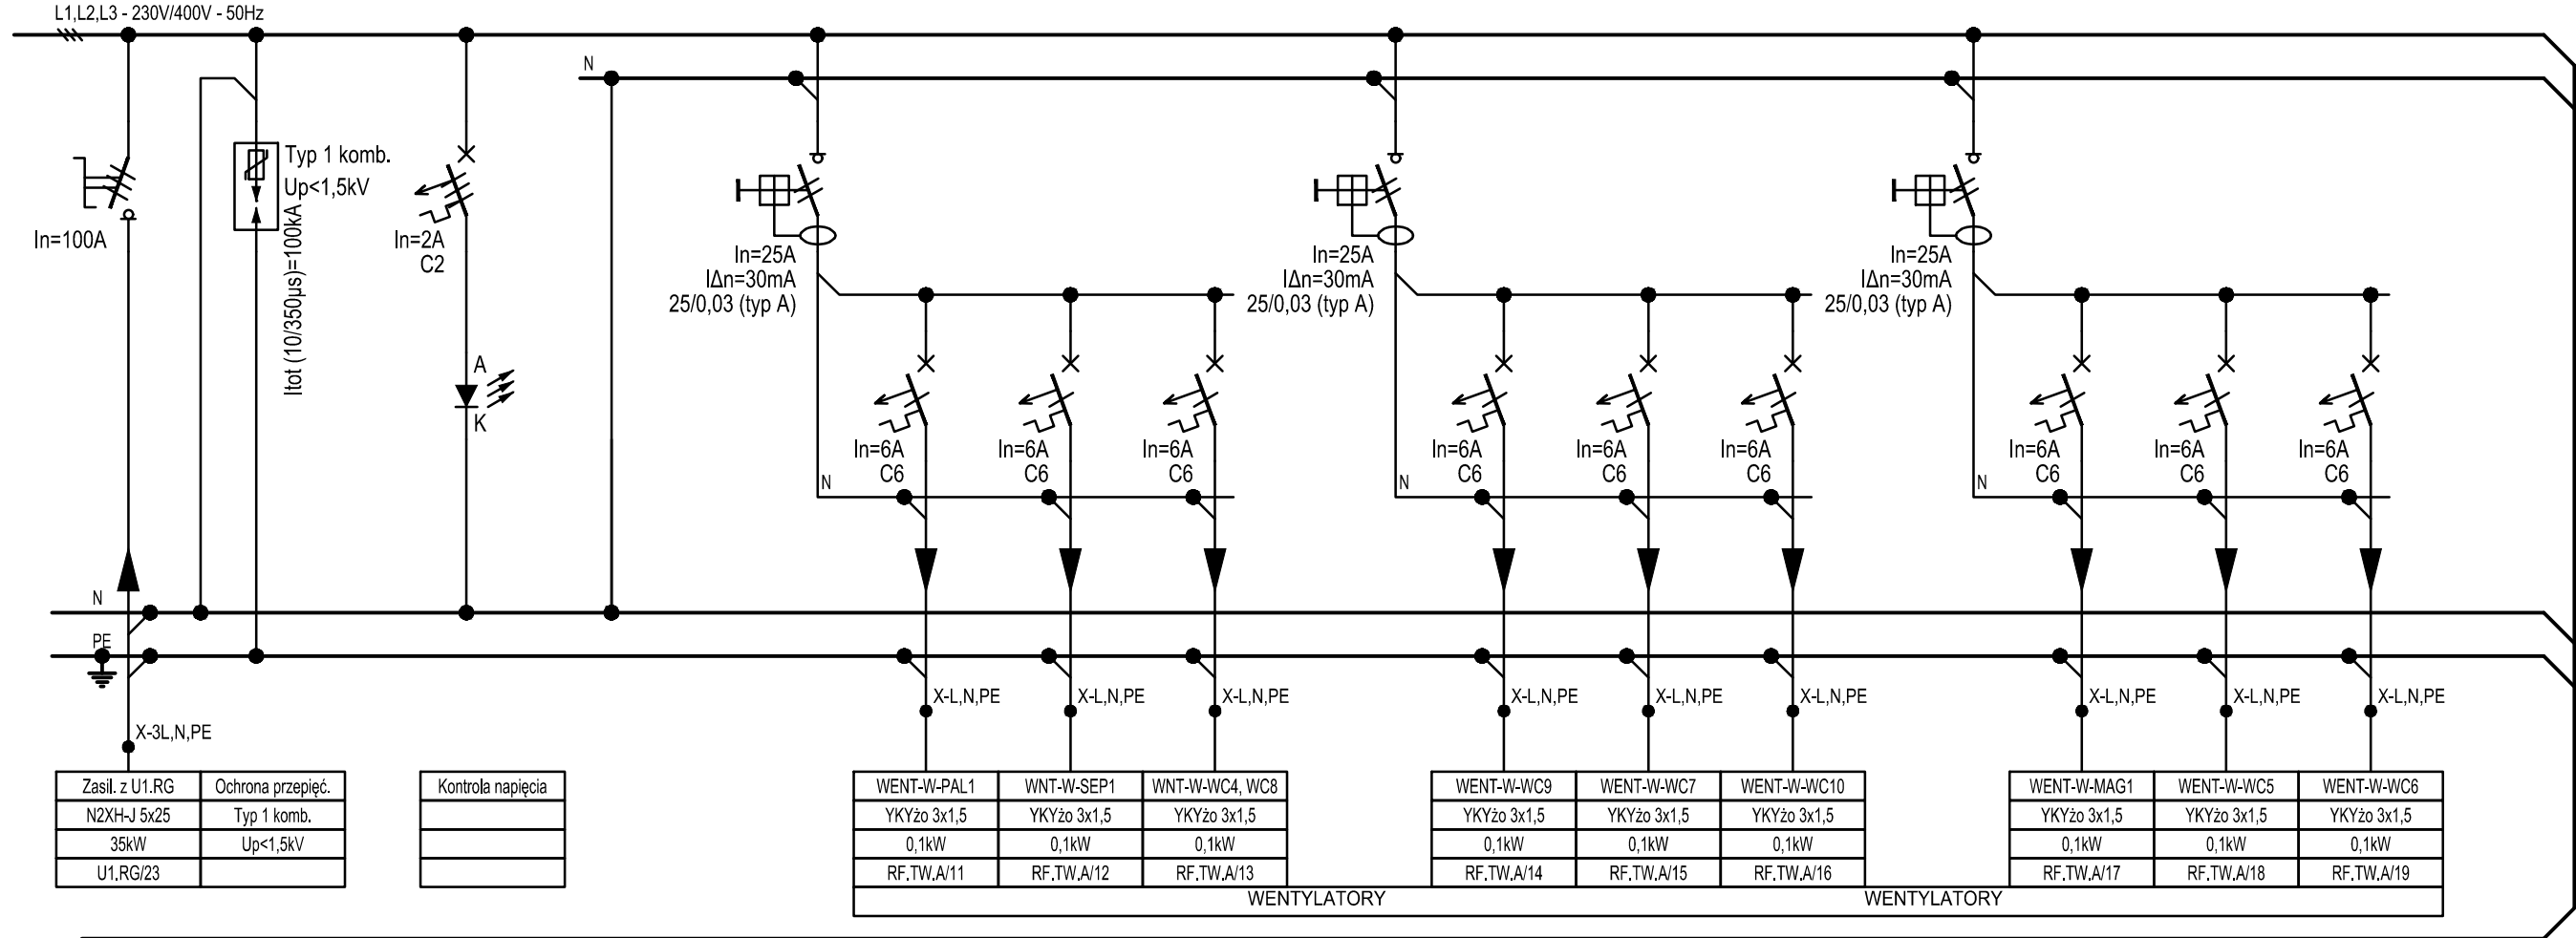 L1,L2,L3 - 230V/400V - 50Hz
N
Typ 1 komb.
Up<1,5kV
Itot (10/350µs)=100kA
In=100A
In=2A
C2
A
K
In=25A
IΔn=30mA
25/0,03 (typ A)
In=25A
IΔn=30mA
25/0,03 (typ A)
In=25A
IΔn=30mA
25/0,03 (typ A)
In=6A
C6
In=6A
C6
In=6A
C6
In=6A
C6
In=6A
C6
In=6A
C6
In=6A
C6
In=6A
C6
In=6A
C6
N
N
N
N
PE
X-3L,N,PE
X-L,N,PE
X-L,N,PE
X-L,N,PE
X-L,N,PE
X-L,N,PE
X-L,N,PE
X-L,N,PE
X-L,N,PE
X-L,N,PE
Zasil. z U1.RG
N2XH-J 5x25
35kW
U1.RG/23
Ochrona przepięć.
Typ 1 komb.
Up<1,5kV
Kontrola napięcia
WENT-W-PAL1
YKYżo 3x1,5
0,1kW
RF.TW.A/11
WNT-W-SEP1
YKYżo 3x1,5
0,1kW
RF.TW.A/12
WNT-W-WC4, WC8
YKYżo 3x1,5
0,1kW
RF.TW.A/13
WENT-W-WC9
YKYżo 3x1,5
0,1kW
RF.TW.A/14
WENT-W-WC7
YKYżo 3x1,5
0,1kW
RF.TW.A/15
WENT-W-WC10
YKYżo 3x1,5
0,1kW
RF.TW.A/16
WENT-W-MAG1
YKYżo 3x1,5
0,1kW
RF.TW.A/17
WENT-W-WC5
YKYżo 3x1,5
0,1kW
RF.TW.A/18
WENT-W-WC6
YKYżo 3x1,5
0,1kW
RF.TW.A/19
WENTYLATORY
WENTYLATORY